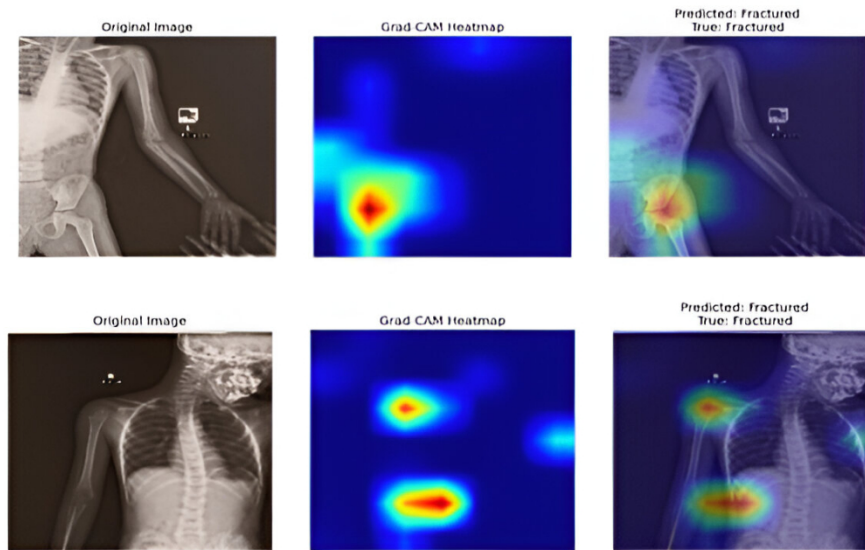 Original Image
Grad CAM Heatmap
Predicted: Fractured
True: Fractured
Original Image
Grad CAM Heatmap
Predicted: Fractured
True: Fractured